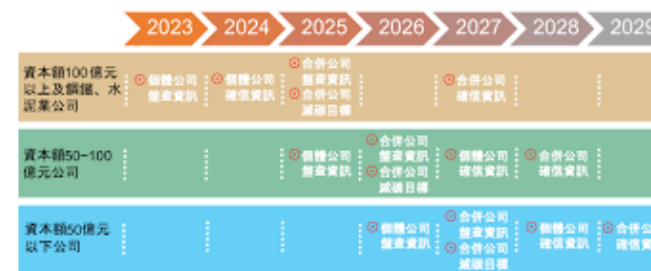 2023 2024 2025 2026 2027 2028 2029
資本額100億元
以上及鋼鐵、水
泥業公司
個體公司
盤查資訊
個體公司
確信資訊
合併公司
盤查資訊
合併公司
減碳目標
合併公司
確信資訊
資本額50-100
億元公司
個體公司
盤查資訊
合併公司
盤查資訊
合併公司
減碳目標
個體公司
確信資訊
合併公司
確信資訊
資本額50億元
以下公司
個體公司
盤查資訊
合併公司
盤查資訊
合併公司
減碳目標
個體公司
確信資訊
合併公
確信資